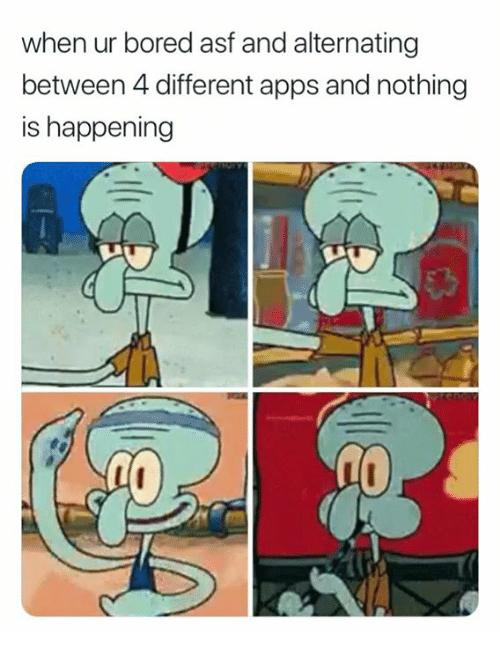 when ur bored asf and alternating
between 4 different apps and nothing
is happening